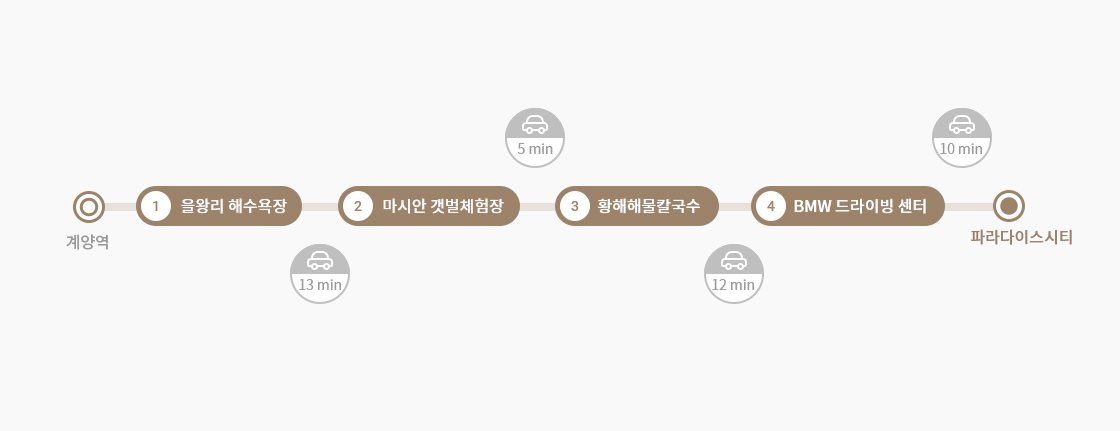 계양역
1 을왕리 해수욕장
13 min
2 마시안 갯벌체험장
5 min
3 황해해물칼국수
12 min
4 BMW 드라이빙 센터
10 min
파라다이스시티